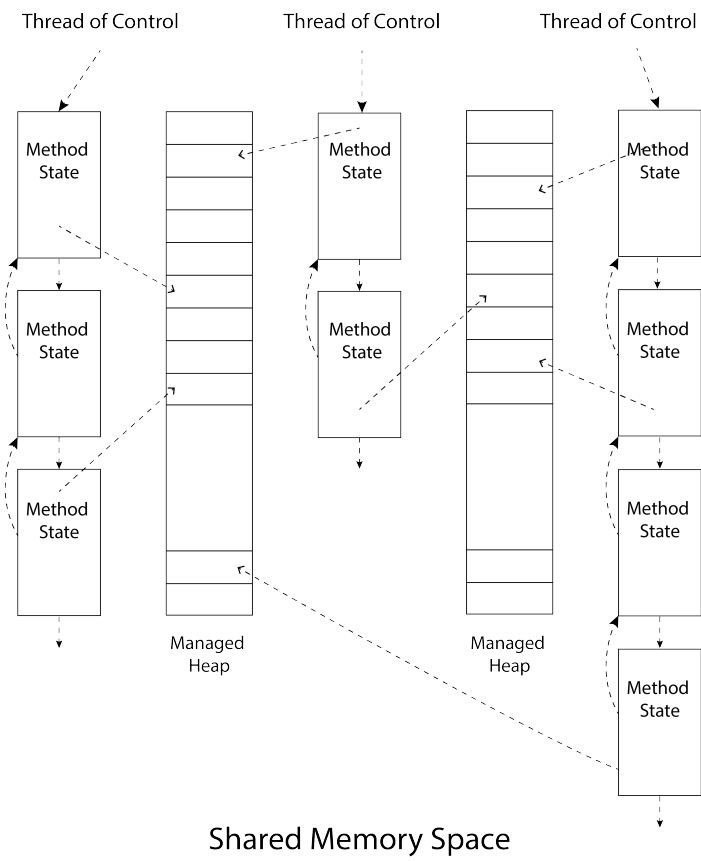 Thread of Control
Thread of Control
Thread of Control
Method
State
Method
State
Method
State
Method
State
Method
State
Method
State
Method
State
Method
State
Managed
Heap
Managed
Heap
Method
State
Shared Memory Space